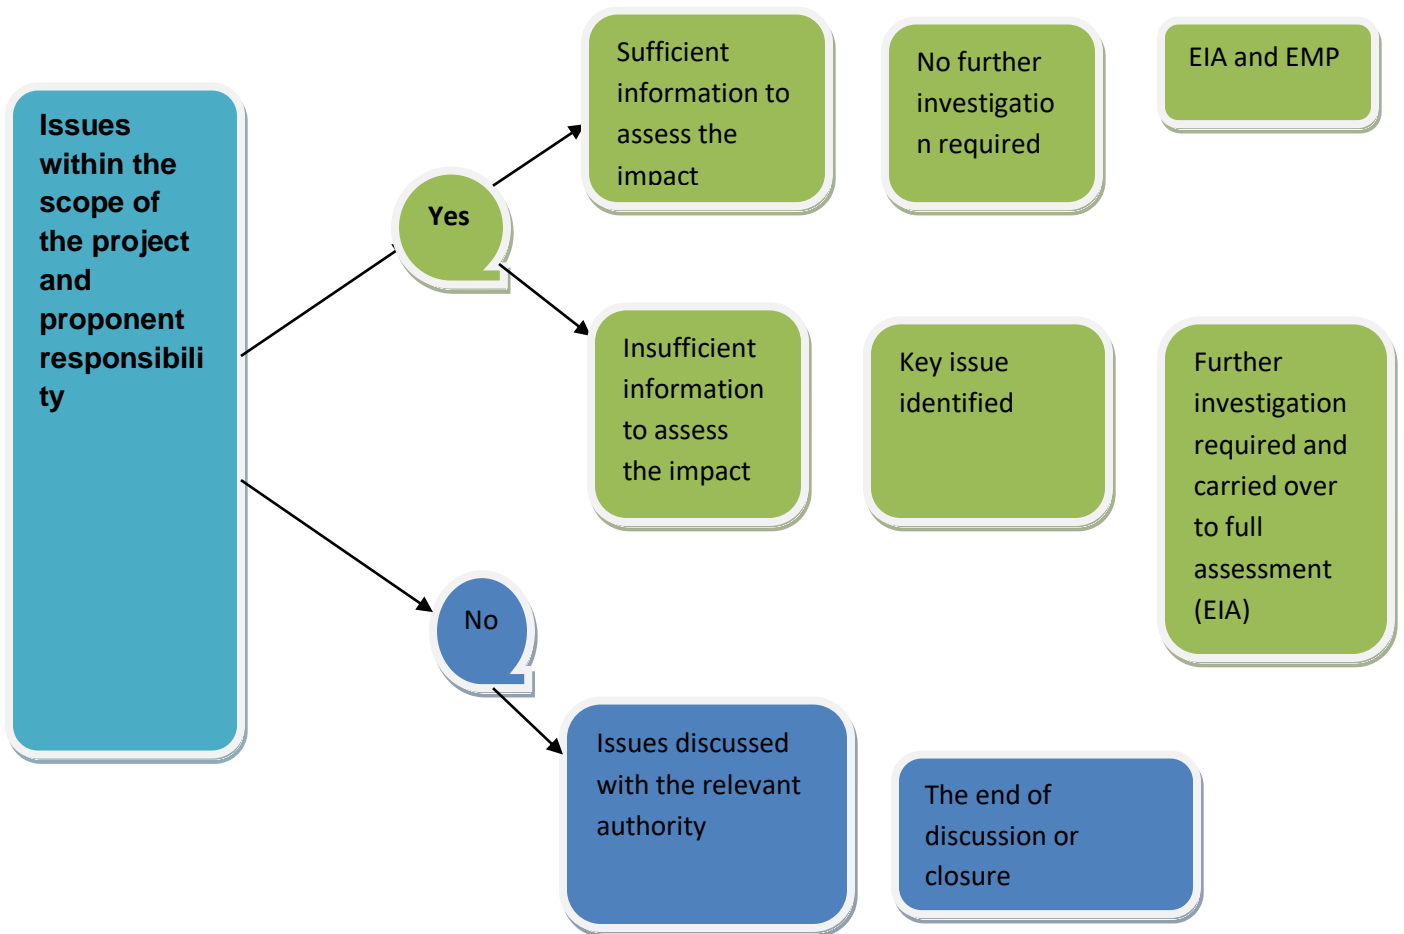 Issues
within the
scope of
the project
and
proponent
responsibili
ty
Yes
Sufficient
information to
assess the
impact
No further
investigatio
n required
EIA and EMP
Insufficient
information
to assess
the impact
Key issue
identified
Further
investigation
required and
carried over
to full
assessment
(EIA)
No
Issues discussed
with the relevant
authority
The end of
discussion or
closure